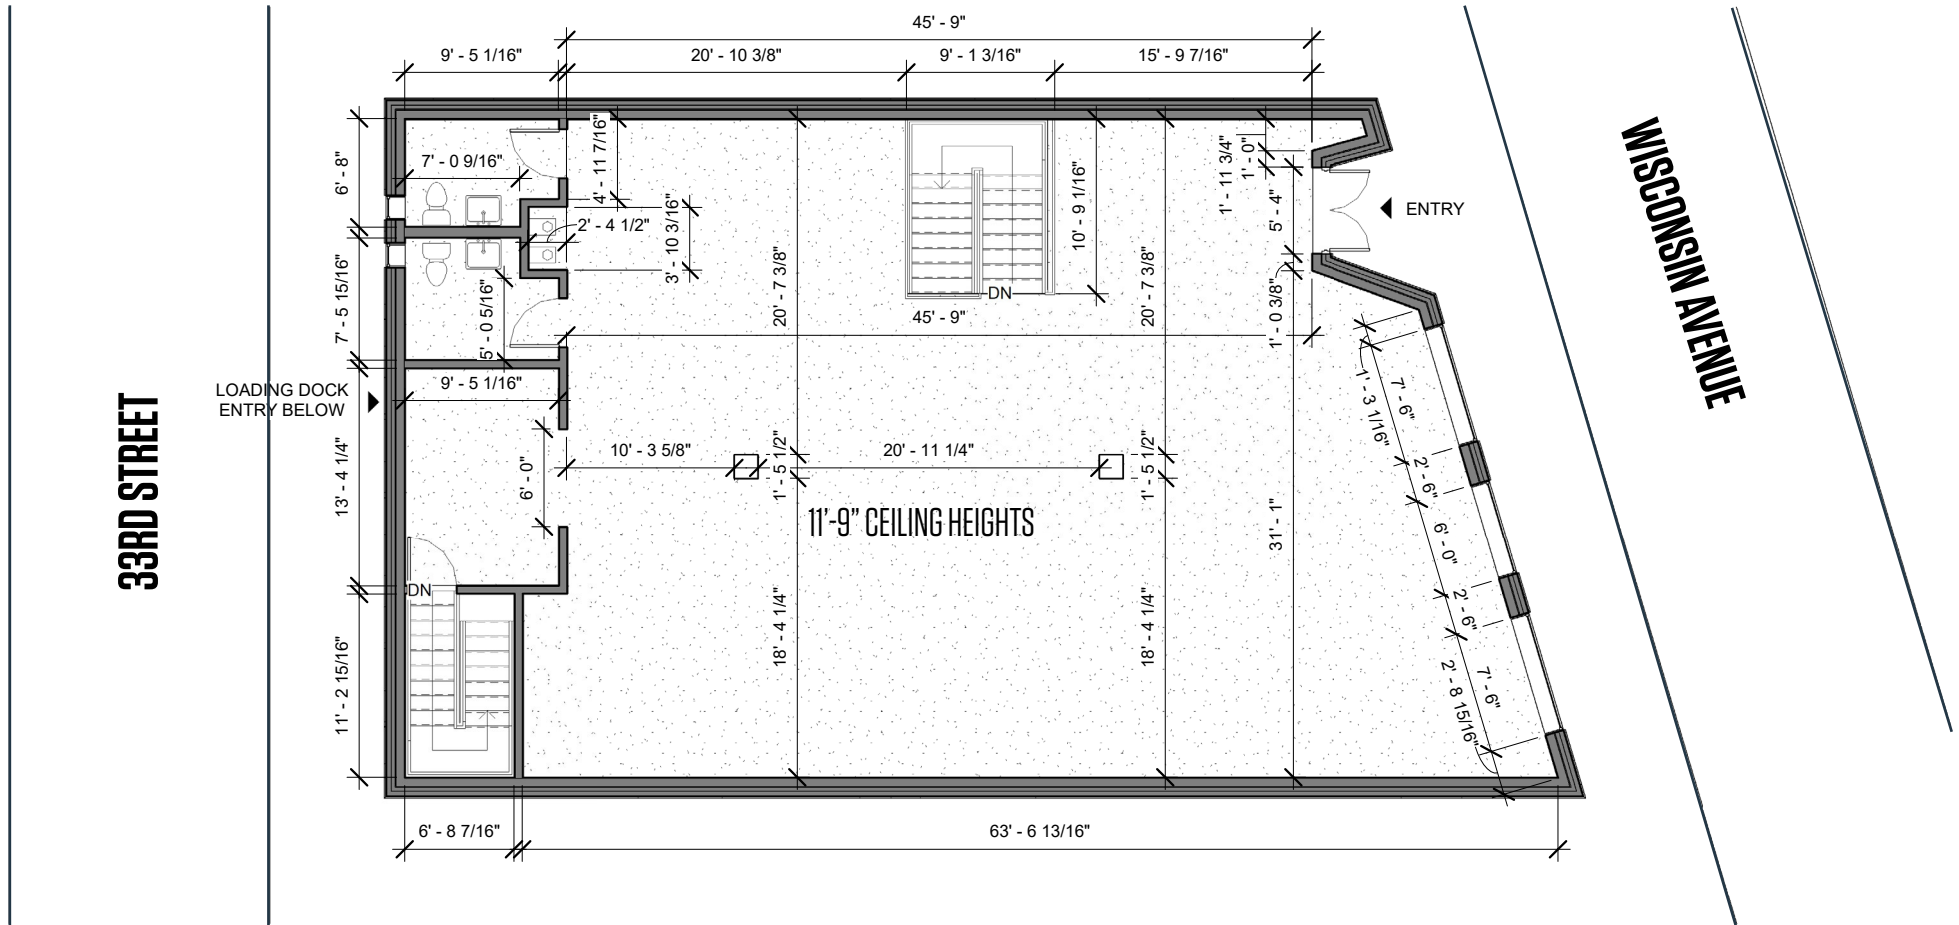 45' - 9"
9' - 5 1/16"
20' - 10 3/8"
9' - 1 3/16"
15' - 9 7/16"
6' - 8"
7' - 0 9/16"
4' - 11 7/16"
2' - 4 1/2"
3' - 10 3/16"
10' - 9 1/16"
1' - 11 3/4"
1' - 0"
5' - 4"
ENTRY
WISCONSIN AVENUE
7' - 5 15/16"
5' - 0 5/16"
20' - 7 3/8"
DN
45' - 9"
20' - 7 3/8"
1' - 0 3/8"
LOADING DOCK
ENTRY BELOW
9' - 5 1/16"
33RD STREET
13' - 4 1/4"
6' - 0"
10' - 3 5/8"
1' - 5 1/2"
20' - 11 1/4"
1' - 5 1/2"
11'-9" CEILING HEIGHTS
31' - 1"
7' - 6"
1' - 3 1/16"
2' - 6"
6' - 0"
2' - 6"
7' - 6"
2' - 8 15/16"
DN
11' - 2 15/16"
18' - 4 1/4"
18' - 4 1/4"
6' - 8 7/16"
63' - 6 13/16"